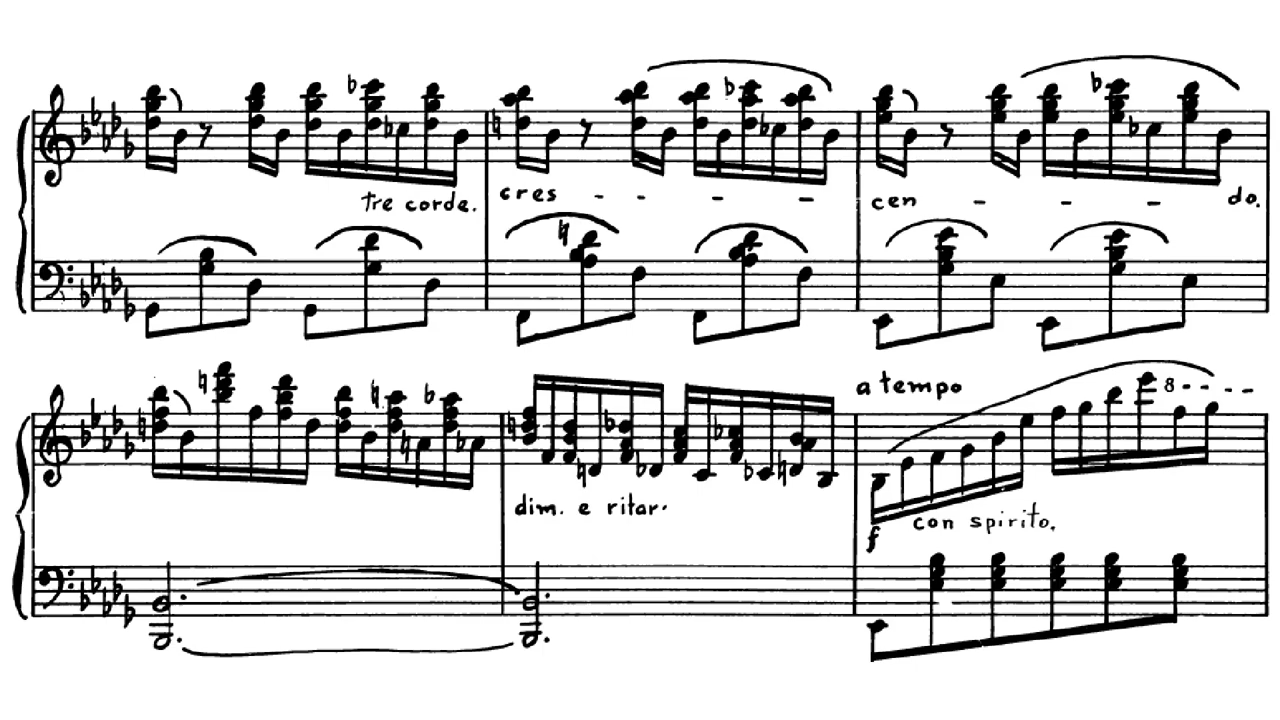 tre corde. cres - - - - cen - - - do.
a tempo 8----
dim. e ritar.
f con spirito.